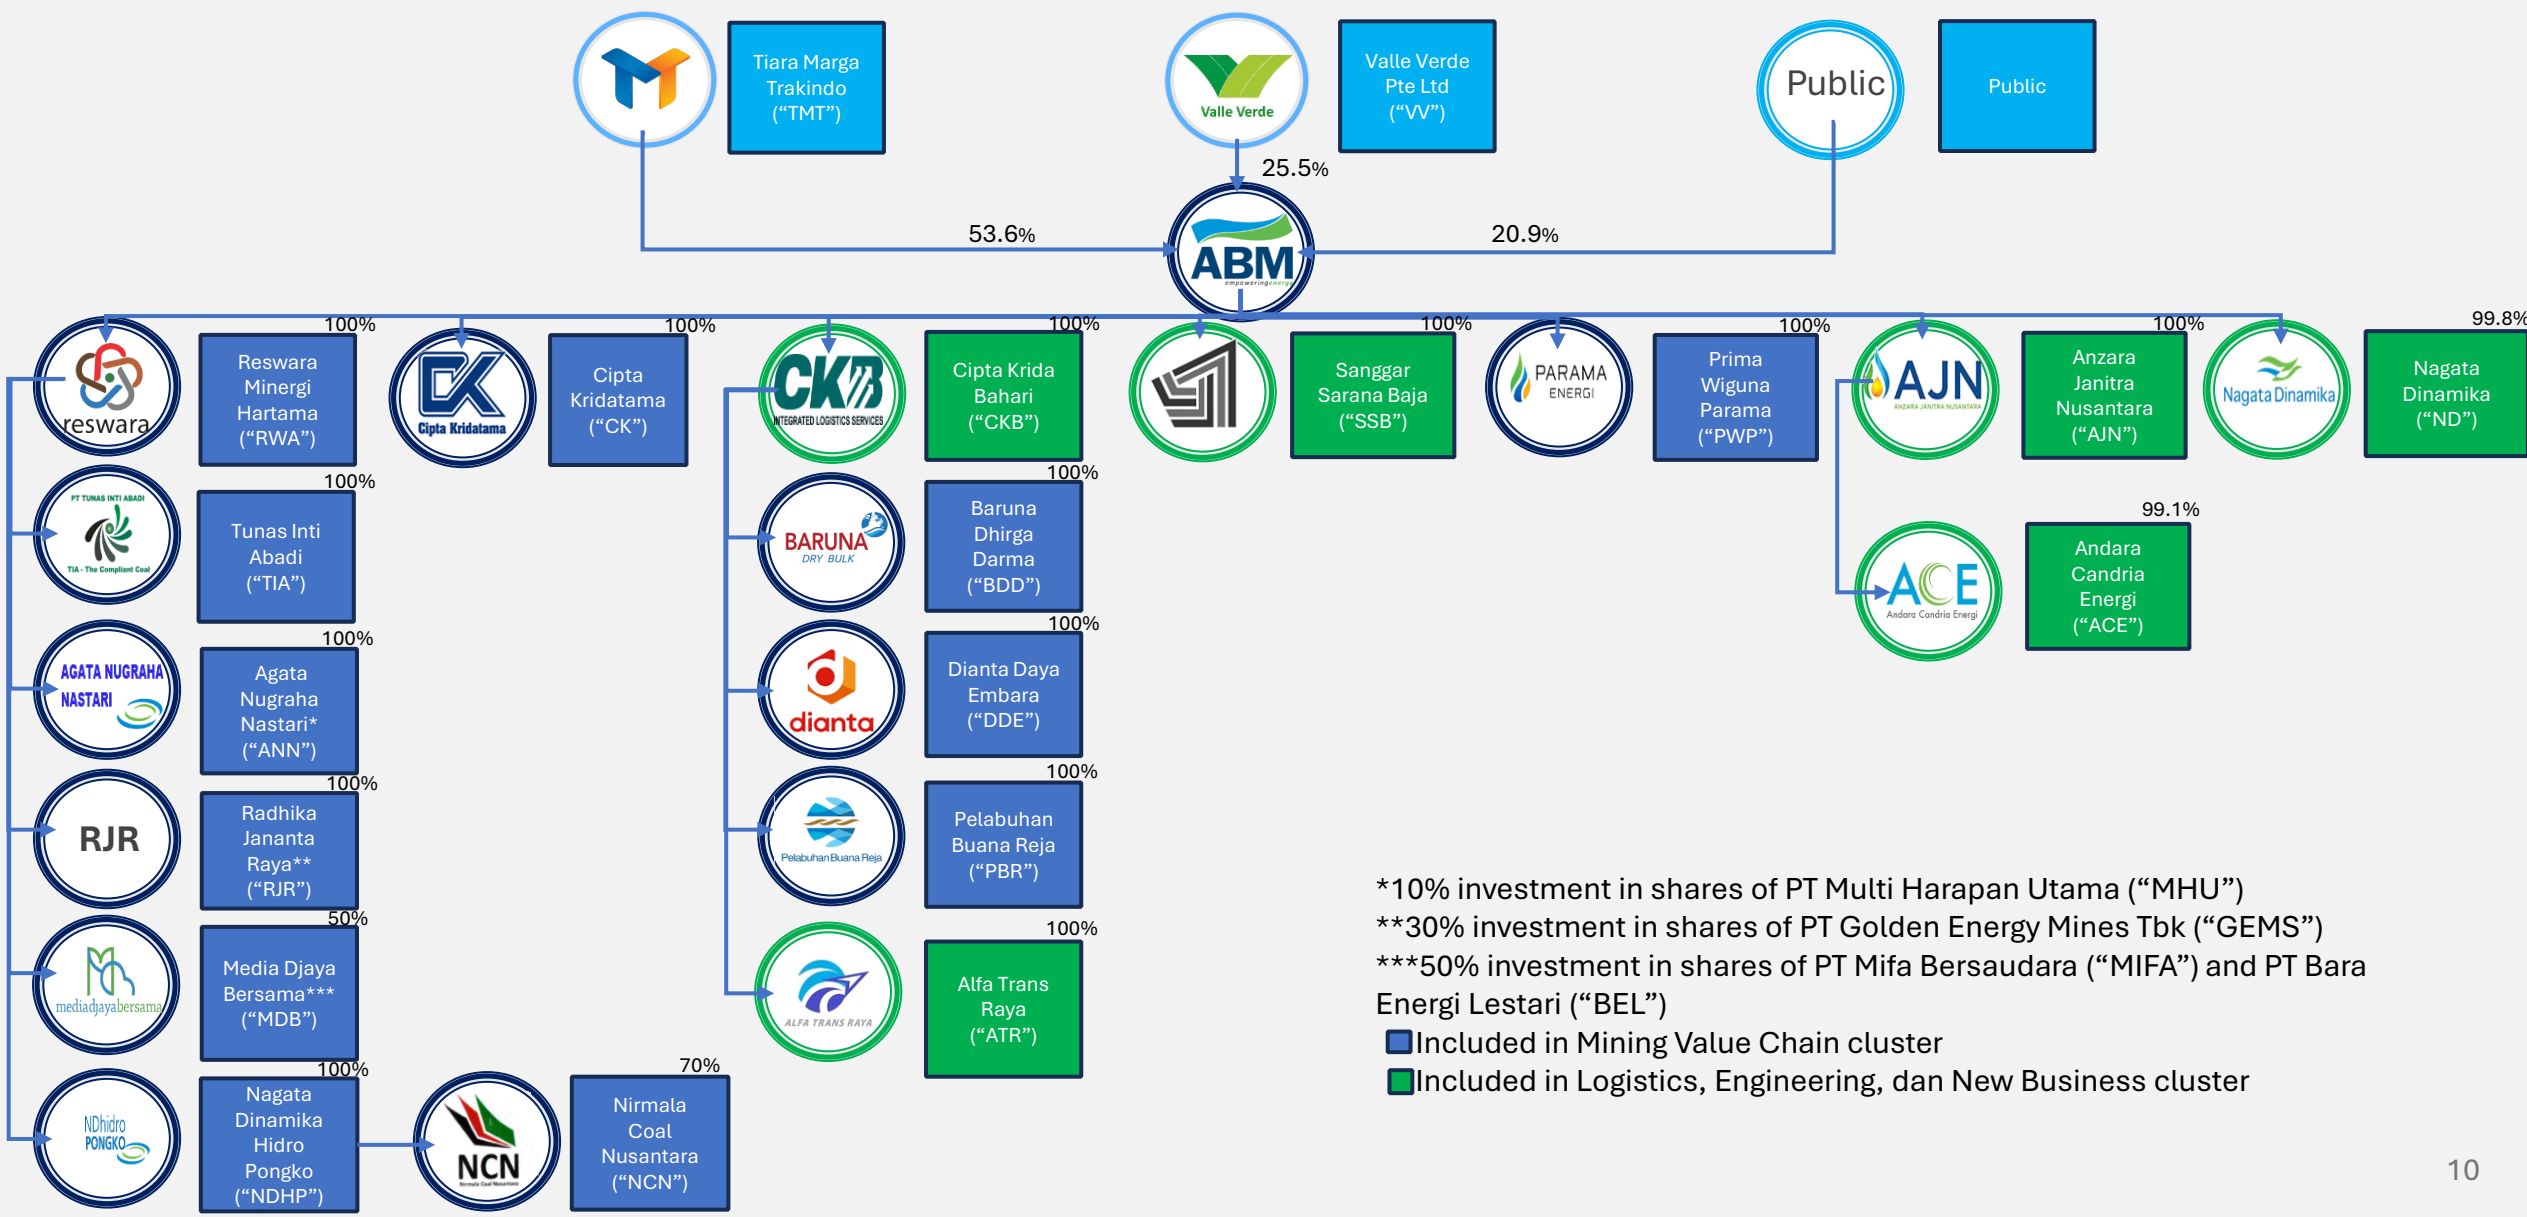 Tiara Marga
Trakindo
(“TMT”)
Valle Verde
Valle Verde
Pte Ltd
(“VV”)
Public
Public
25.5%
53.6%
20.9%
ABM
empoweringenergy
reswara
100%
Reswara
Minergi
Hartama
(“RWA”)
CK
Cipta Kridatama
100%
Cipta
Kridatama
(“CK”)
CKB
INTEGRATED LOGISTICS SERVICES
100%
Cipta Krida
Bahari
(“CKB”)
100%
Sanggar
Sarana Baja
(“SSB”)
PARAMA
ENERGI
100%
Prima
Wiguna
Parama
(“PWP”)
AJN
ANZARA JANITRA NUSANTARA
100%
Anzara
Janitra
Nusantara
(“AJN”)
Nagata Dinamika
99.8%
Nagata
Dinamika
(“ND”)
PT TUNAS INTI ABADI
TIA - The Compliant Coal
100%
Tunas Inti
Abadi
(“TIA”)
BARUNA
DRY BULK
100%
Baruna
Dhirga
Darma
(“BDD”)
ACE
Andara Candria Energi
99.1%
Andara
Candria
Energi
(“ACE”)
AGATA NUGRAHA
NASTARI
100%
Agata
Nugraha
Nastari*
(“ANN”)
dianta
100%
Dianta Daya
Embara
(“DDE”)
RJR
100%
Radhika
Jananta
Raya**
(“RJR”)
Pelabuhan Buana Reja
100%
Pelabuhan
Buana Reja
(“PBR”)
mediadjayabersama
50%
Media Djaya
Bersama***
(“MDB”)
ALFA TRANS RAYA
100%
Alfa Trans
Raya
(“ATR”)
NDhidro
PONGKO
100%
Nagata
Dinamika
Hidro
Pongko
(“NDHP”)
NCN
Nirmala Coal Nusantara
70%
Nirmala
Coal
Nusantara
(“NCN”)
*10% investment in shares of PT Multi Harapan Utama (“MHU”)
**30% investment in shares of PT Golden Energy Mines Tbk (“GEMS”)
***50% investment in shares of PT Mifa Bersaudara (“MIFA”) and PT Bara
Energi Lestari (“BEL”)
Included in Mining Value Chain cluster
Included in Logistics, Engineering, dan New Business cluster
10